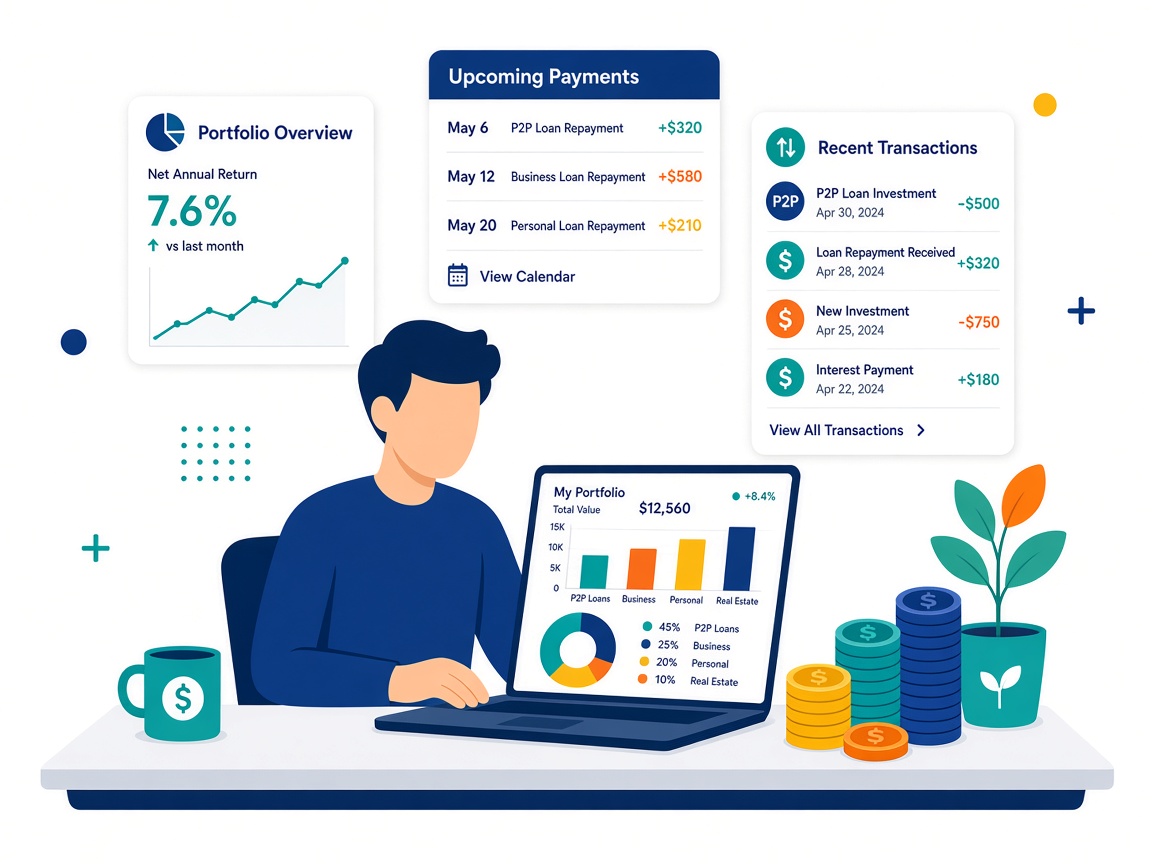 Portfolio Overview
Net Annual Return
7.6%
vs last month
Upcoming Payments
May 6 P2P Loan Repayment +$320
May 12 Business Loan Repayment +$580
May 20 Personal Loan Repayment +$210
View Calendar
Recent Transactions
P2P
P2P Loan Investment
Apr 30, 2024
-$500
$
Loan Repayment Received
Apr 28, 2024
+$320
$
New Investment
Apr 25, 2024
-$750
$
Interest Payment
Apr 22, 2024
+$180
View All Transactions
My Portfolio
Total Value $12,560
+8.4%
15K
10K
5K
0
P2P Loans Business Personal Real Estate
45% P2P Loans
25% Business
20% Personal
10% Real Estate
$
$
$
$
$